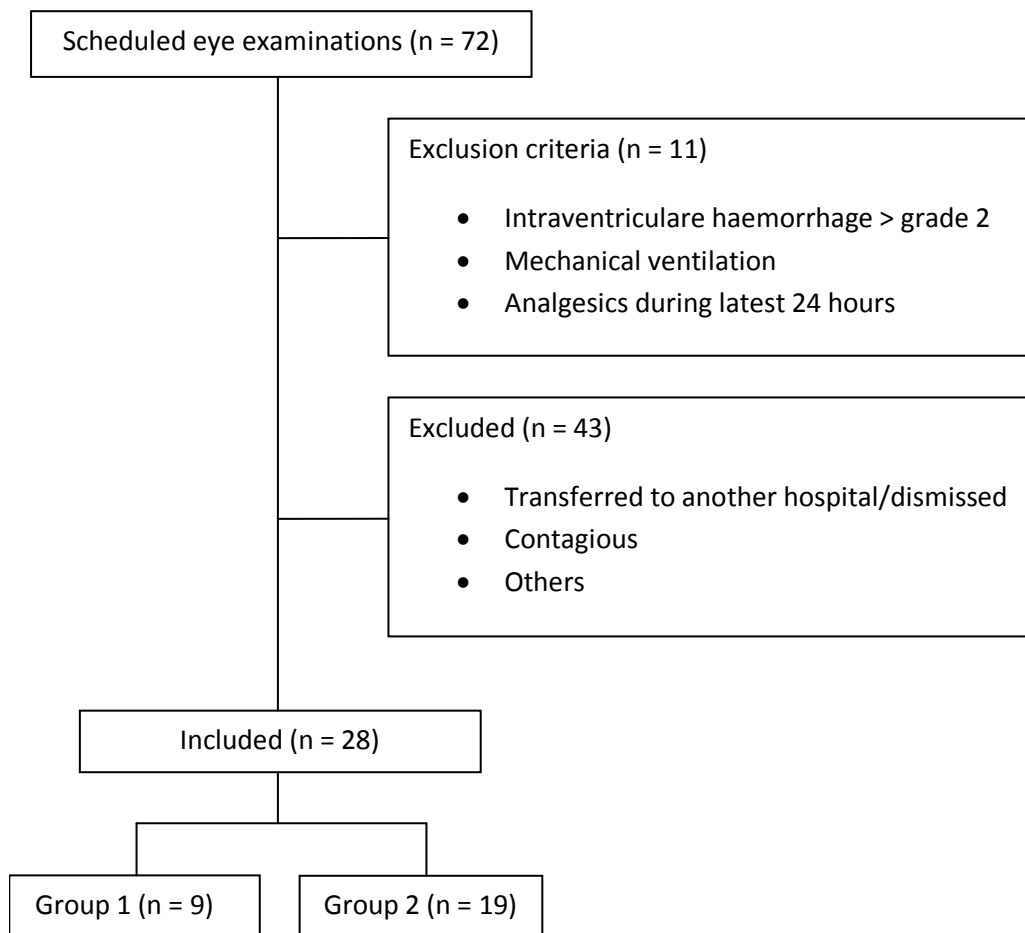 Scheduled eye examinations (n = 72)
Exclusion criteria (n = 11)
• Intraventriculare haemorrhage > grade 2
• Mechanical ventilation
• Analgesics during latest 24 hours
Excluded (n = 43)
• Transferred to another hospital/dismissed
• Contagious
• Others
Included (n = 28)
Group 1 (n = 9)
Group 2 (n = 19)